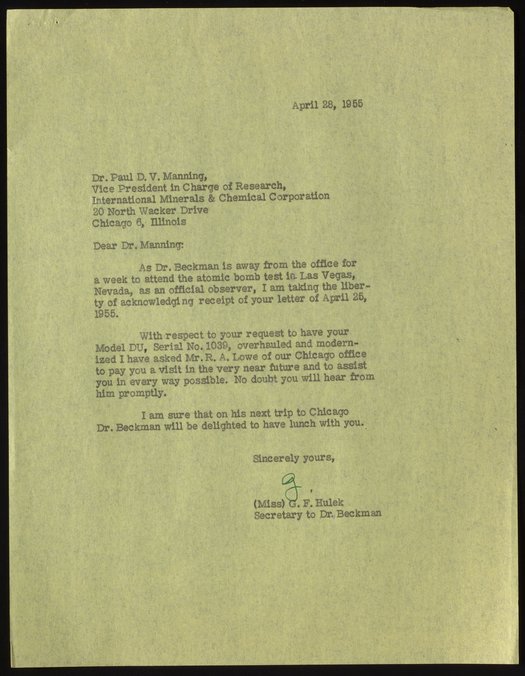 April 28, 1955
Dr. Paul D. V. Manning,
Vice President in Charge of Research,
International Minerals & Chemical Corporation
20 North Wacker Drive
Chicago 6, Illinois
Dear Dr. Manning:
As Dr. Beckman is away from the office for
a week to attend the atomic bomb test in Las Vegas,
Nevada, as an official observer, I am taking the liber-
ty of acknowledging receipt of your letter of April 25,
1955.
With respect to your request to have your
Model DU, Serial No. 1039, overhauled and modern-
ized I have asked Mr. R. A. Lowe of our Chicago office
to pay you a visit in the very near future and to assist
you in every way possible. No doubt you will hear from
him promptly.
I am sure that on his next trip to Chicago
Dr. Beckman will be delighted to have lunch with you.
Sincerely yours,
g
(Miss) G. F. Hulek
Secretary to Dr. Beckman